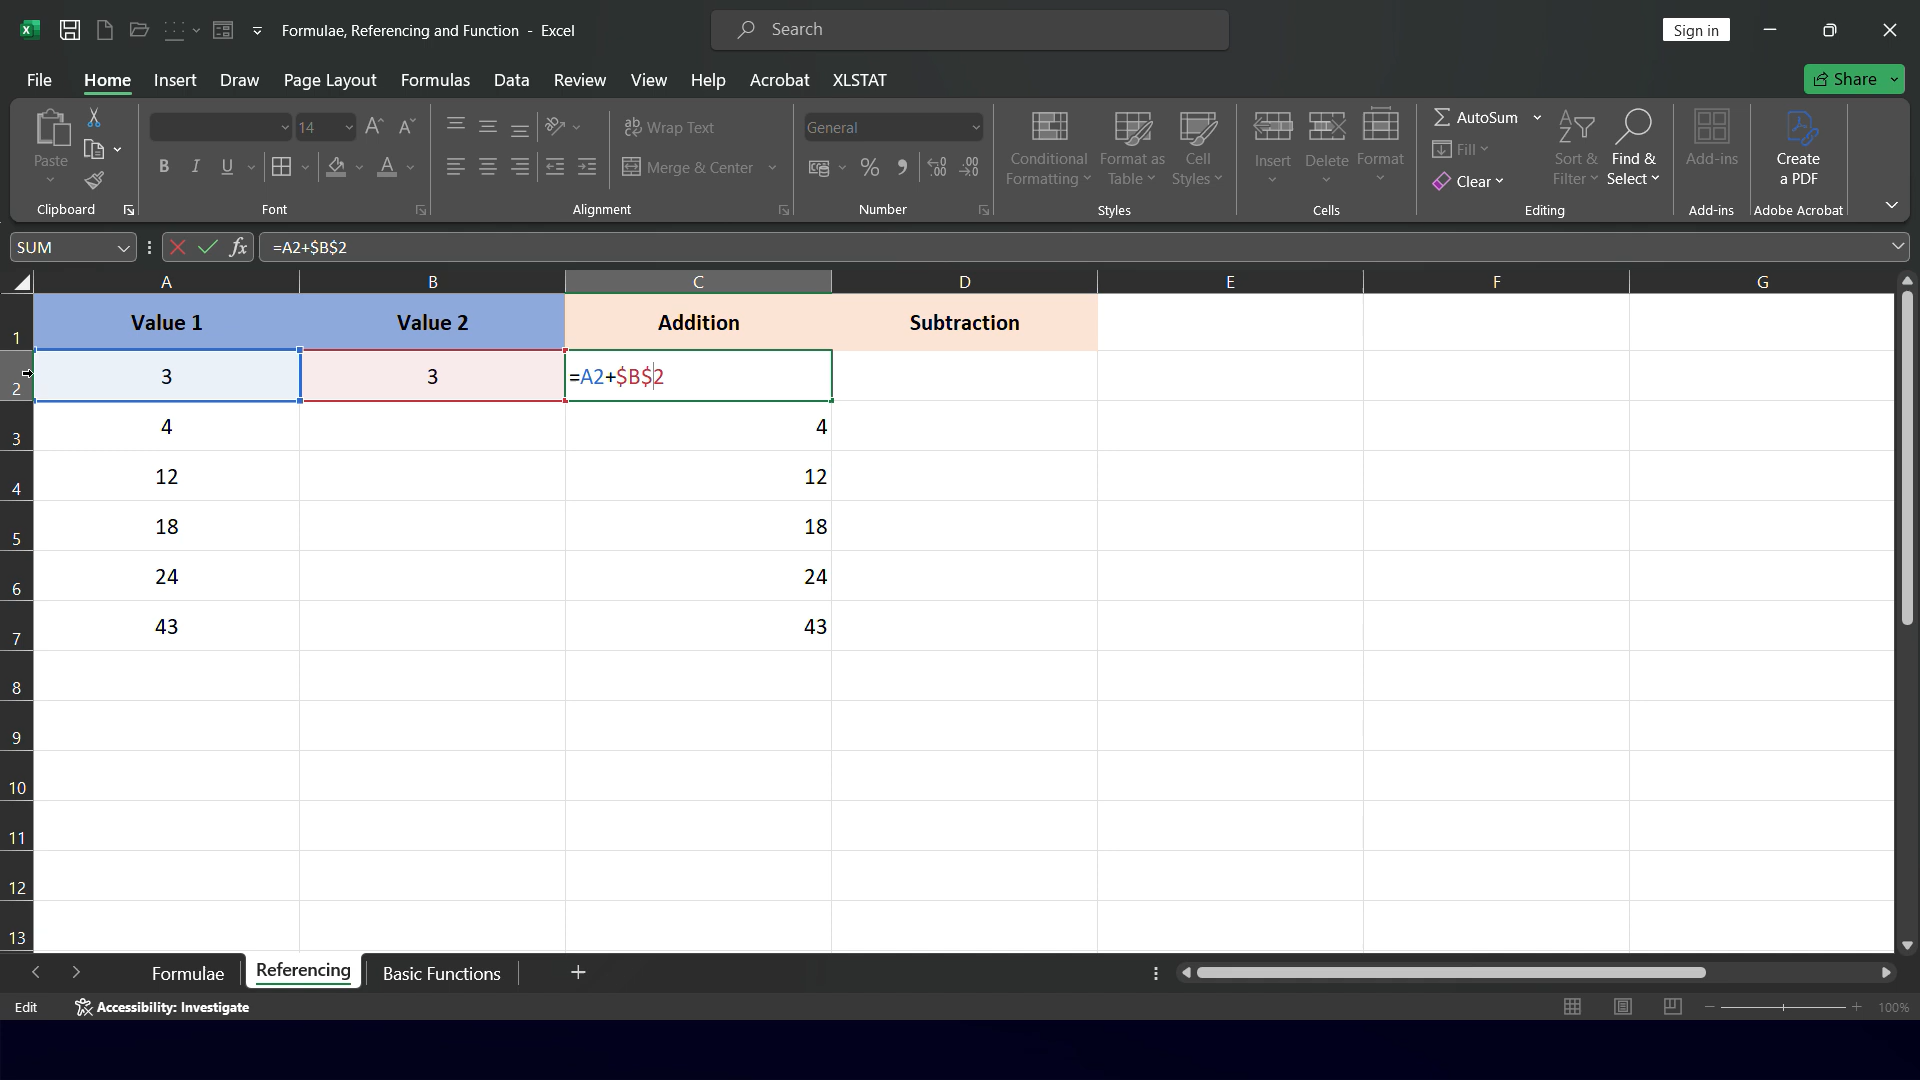 Formulae, Referencing and Function - Excel
Search
Sign in
File Home Insert Draw Page Layout Formulas Data Review View Help Acrobat XLSTAT
Share
Paste
Clipboard
14
B I U
Font
Wrap Text
Merge & Center
Alignment
General
Number
Conditional Formatting
Format as Table
Cell Styles
Styles
Insert
Delete
Format
Cells
AutoSum
Fill
Clear
Sort & Filter
Find & Select
Editing
Add-ins
Add-ins
Create a PDF
Adobe Acrobat
SUM
fx
=A2+$B$2
A B C D E F G
1 Value 1 Value 2 Addition Subtraction
2 3 3 =A2+$B$2
3 4 4
4 12 12
5 18 18
6 24 24
7 43 43
8
9
10
11
12
13
Formulae Referencing Basic Functions
Edit
Accessibility: Investigate
100%